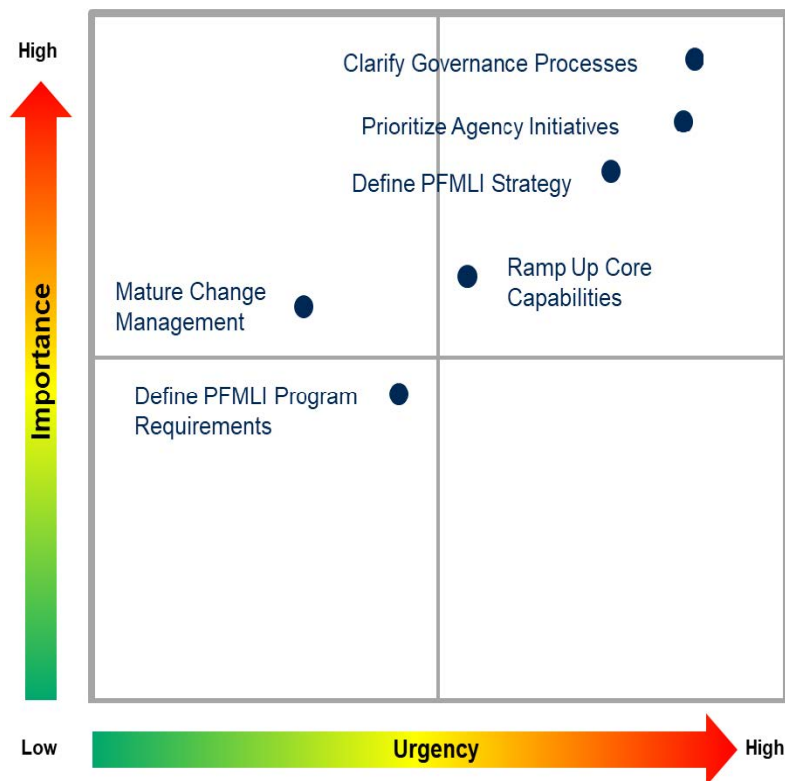 High
Clarify Governance Processes
Prioritize Agency Initiatives
Define PFMLI Strategy
Ramp Up Core
Capabilities
Mature Change
Management
Importance
Define PFMLI Program
Requirements
Low
Urgency
High